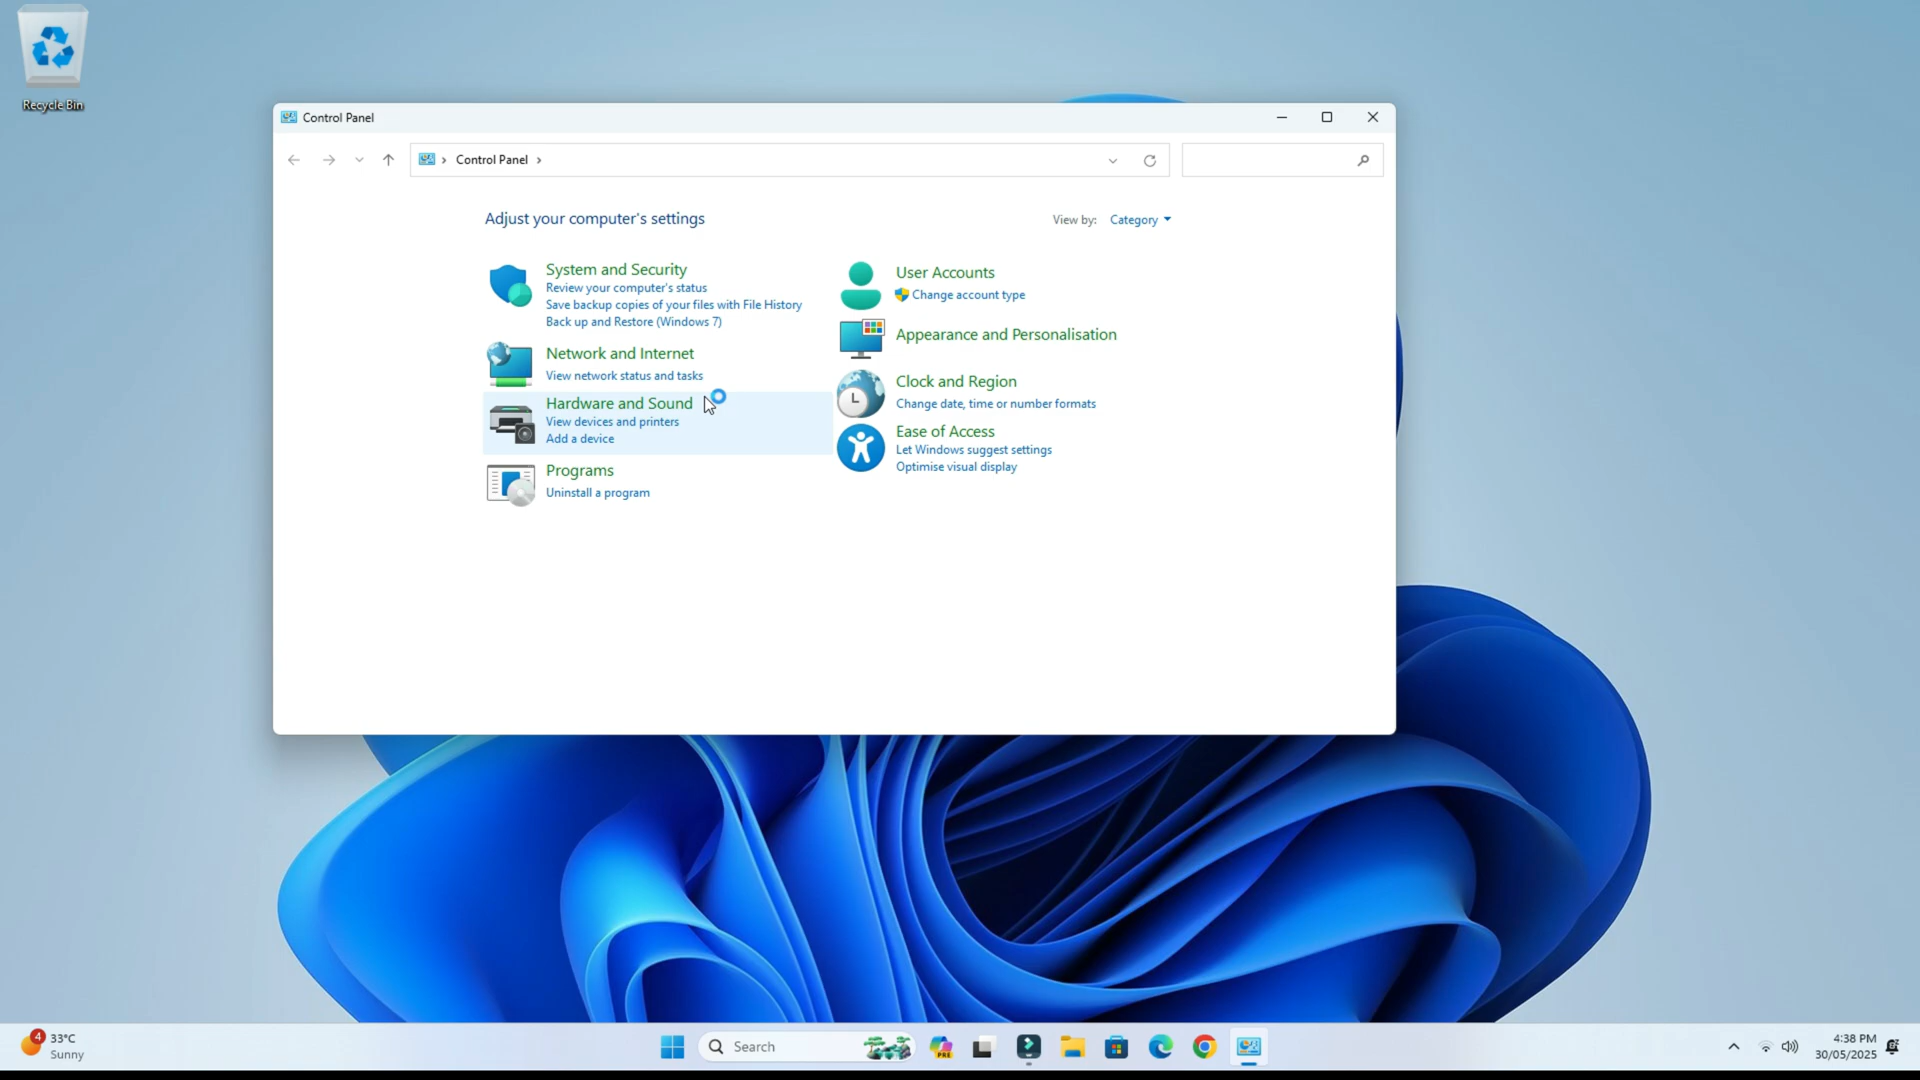 Recycle Bin
Control Panel
Control Panel
Adjust your computer's settings
View by: Category
System and Security
Review your computer's status
Save backup copies of your files with File History
Back up and Restore (Windows 7)
Network and Internet
View network status and tasks
Hardware and Sound
View devices and printers
Add a device
Programs
Uninstall a program
User Accounts
Change account type
Appearance and Personalisation
Clock and Region
Change date, time or number formats
Ease of Access
Let Windows suggest settings
Optimise visual display
4
33°C
Sunny
Search
PRE
4:38 PM
30/05/2025